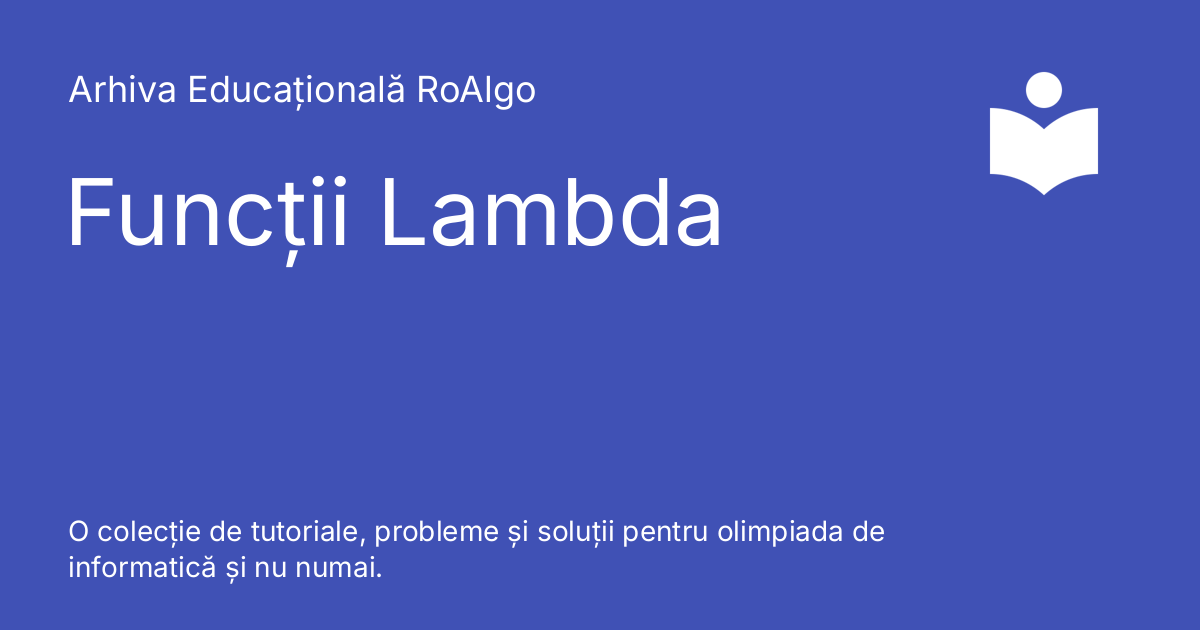 Arhiva Educațională RoAlgo
Funcții Lambda
O colecție de tutoriale, probleme și soluții pentru olimpiada de
informatică și nu numai.